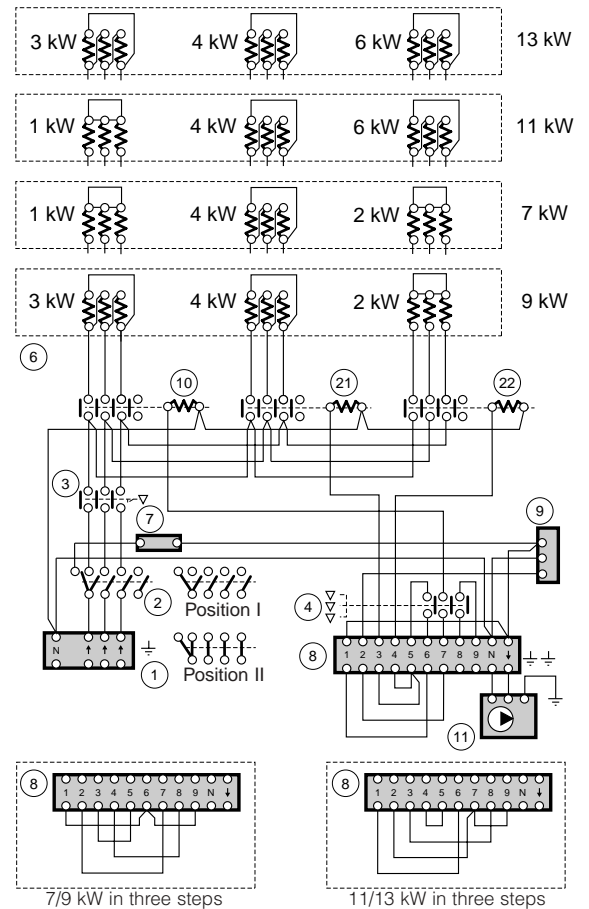 3 kW 4 kW 6 kW 13 kW
1 kW 4 kW 6 kW 11 kW
1 kW 4 kW 2 kW 7 kW
3 kW 4 kW 2 kW 9 kW
6
10 21 22
3
7
9
2 Position I
4
1 Position II
N
8
1 2 3 4 5 6 7 8 9 N
11
8
1 2 3 4 5 6 7 8 9 N
7/9 kW in three steps
8
1 2 3 4 5 6 7 8 9 N
11/13 kW in three steps